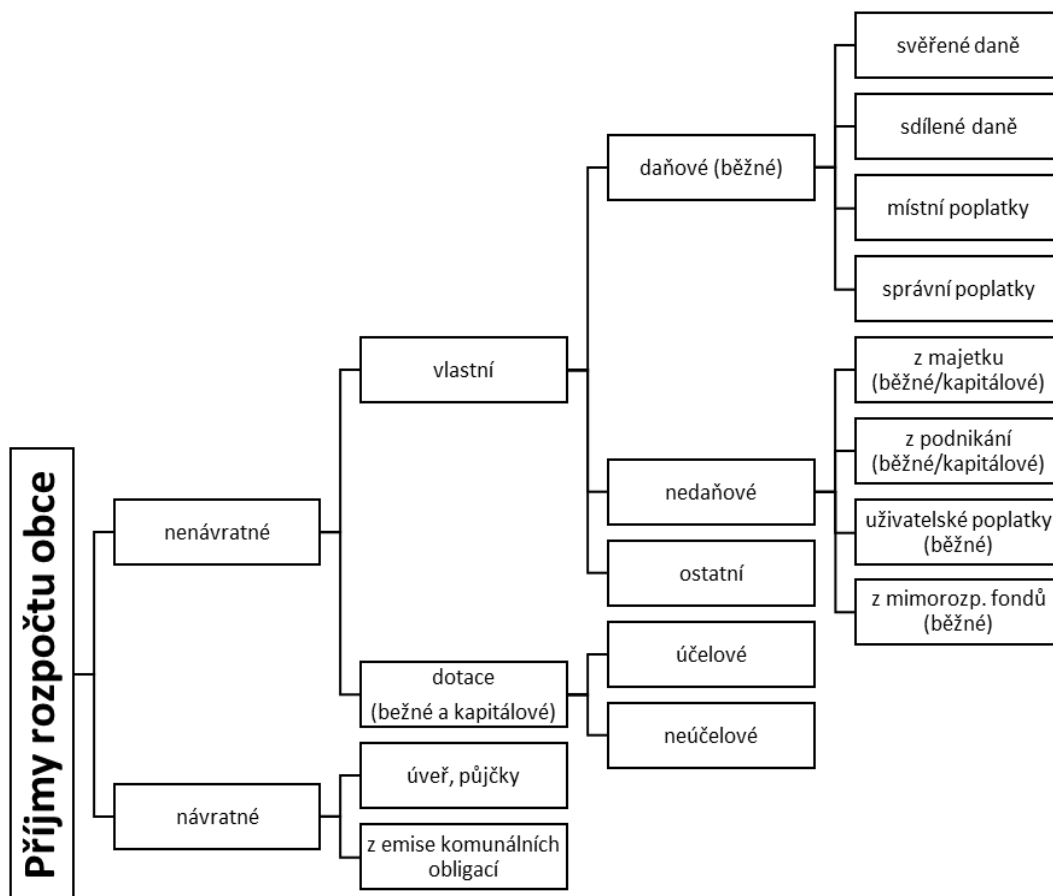 svěřené daně
sdílené daně
daňové (běžné)
místní poplatky
správní poplatky
vlastní
z majetku
(běžné/kapitálové)
z podnikání
(běžné/kapitálové)
nedaňové
uživatelské poplatky
(běžné)
nenávratné
ostatní
z mimorozp. fondů
(běžné)
účelové
dotace
(bežné a kapitálové)
neúčelové
úveř, půjčky
návratné
z emise komunálních
obligací
Příjmy rozpočtu obce